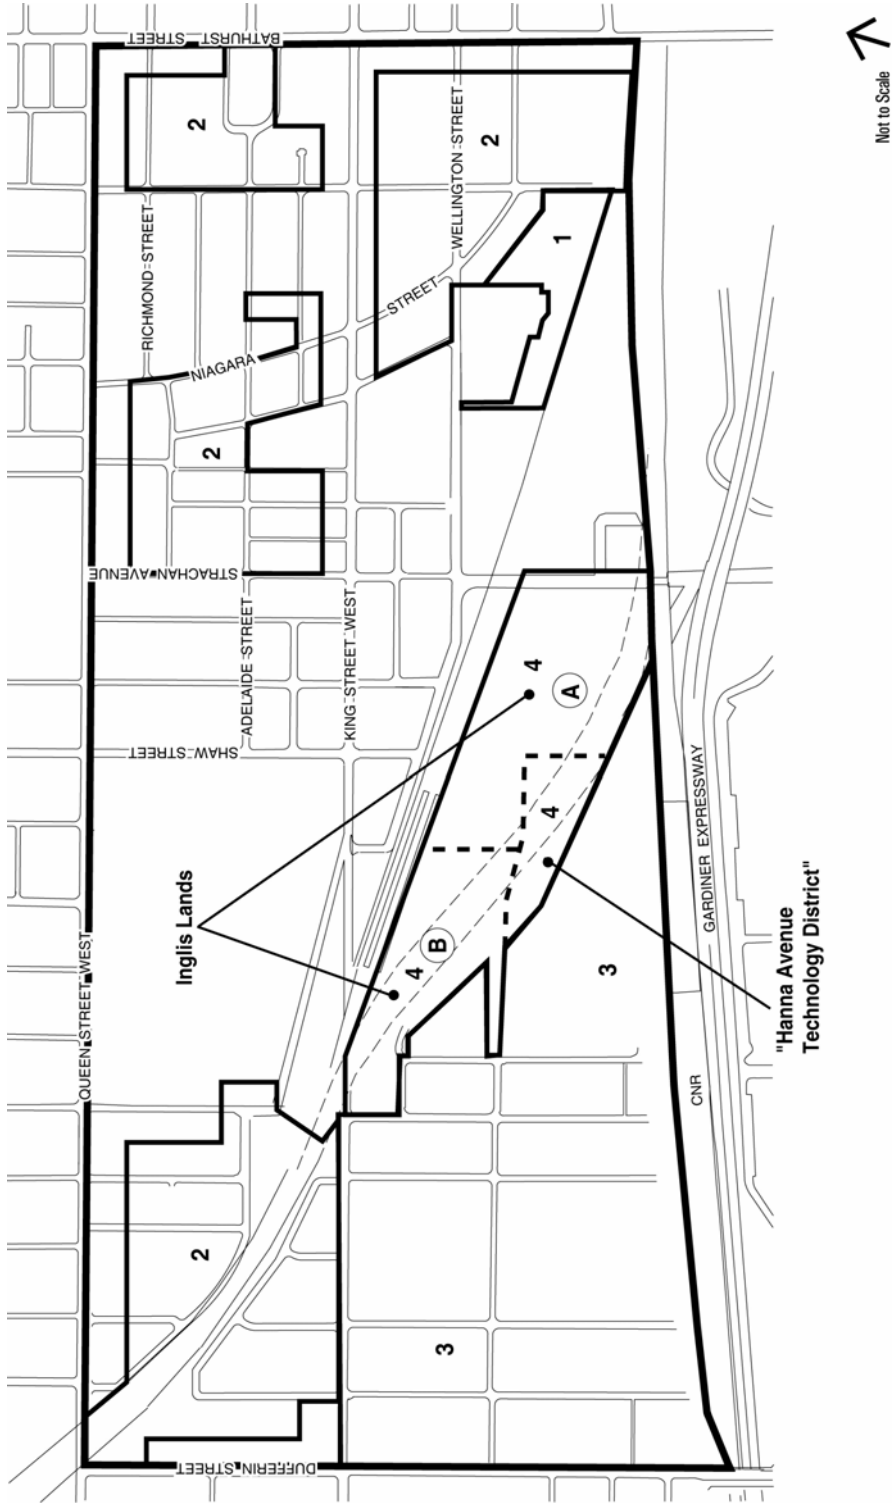 QUEEN STREET WEST
DUFFERIN STREET
SHAW STREET
STRACHAN AVENUE
BATHURST STREET
RICHMOND STREET
Inglis Lands
2
2
2
NIAGARA STREET
ADELAIDE STREET
KING STREET WEST
WELLINGTON STREET
4
B
3
2
4
A
4
1
3
CNR
GARDINER EXPRESSWAY
"Hanna Avenue
Technology District"
Not to Scale